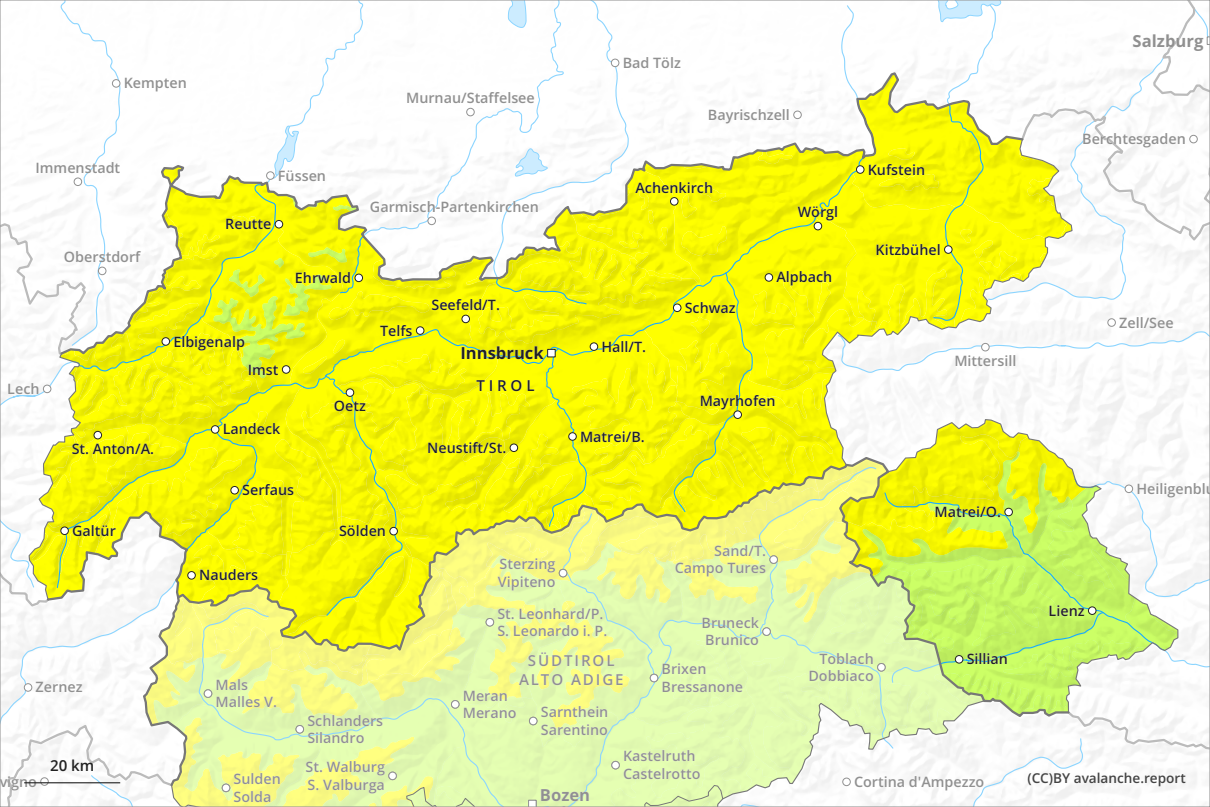 Salzburg
Bad Tölz
Kempten
Murnau/Staffelsee
Bayrischzell
Berchtesgaden
Immenstadt
Füssen
Kufstein
Achenkirch
Garmisch-Partenkirchen
Wörgl
Reutte
Kitzbühel
Oberstdorf
Ehrwald
Alpbach
Seefeld/T.
Schwaz
Telfs
Zell/See
Elbigenalp
Hall/T.
Innsbruck
Mittersill
Imst
TIROL
Lech
Oetz
Mayrhofen
Landeck
Matrei/B.
St. Anton/A.
Neustift/St.
Serfaus
Heiligenblu
Matrei/O.
Galtür
Sölden
Sand/T.
Campo Tures
Sterzing
Vipiteno
Nauders
Lienz
St. Leonhard/P.
S. Leonardo i. P.
Bruneck
Brunico
SÜDTIROL
ALTO ADIGE
Sillian
Toblach
Dobbiaco
Brixen
Bressanone
Zernez
Mals
Malles V.
Meran
Merano
Sarnthein
Sarentino
Schlanders
Silandro
Kastelruth
Castelrotto
20 km
St. Walburg
S. Valburga
Sulden
Solda
vigno
Cortina d'Ampezzo
(CC)BY avalanche.report
Bozen